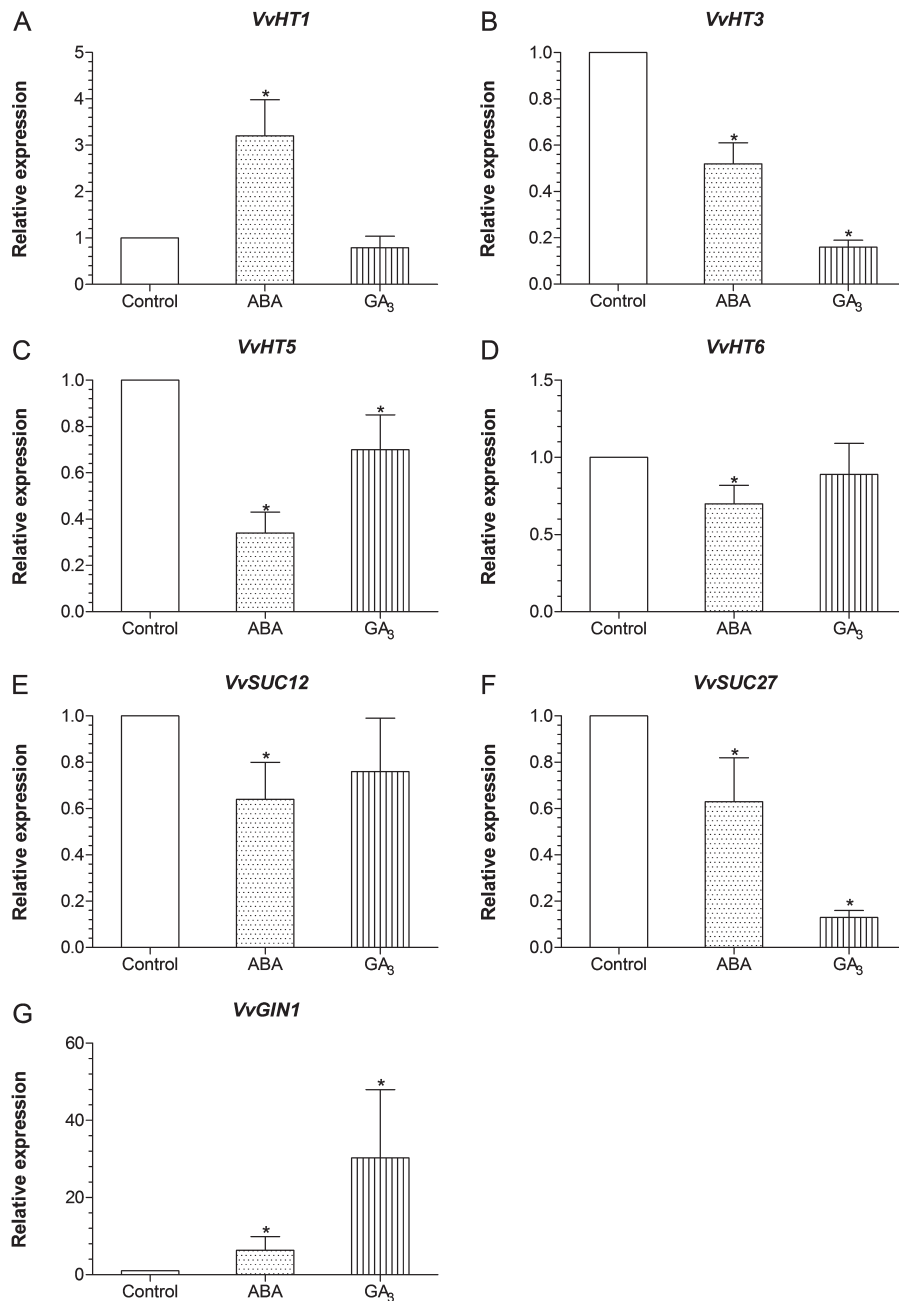 A
VvHT1
Relative expression
5
4
3
2
1
0
*
Control
ABA
GA₃
B
VvHT3
Relative expression
1.0
0.8
0.6
0.4
0.2
0.0
*
*
Control
ABA
GA₃
C
VvHT5
Relative expression
1.0
0.8
0.6
0.4
0.2
0.0
*
*
Control
ABA
GA₃
D
VvHT6
Relative expression
1.5
1.0
0.5
0.0
*
Control
ABA
GA₃
E
VvSUC12
Relative expression
1.0
0.8
0.6
0.4
0.2
0.0
*
Control
ABA
GA₃
F
VvSUC27
Relative expression
1.0
0.8
0.6
0.4
0.2
0.0
*
*
Control
ABA
GA₃
G
VvGIN1
Relative expression
60
40
20
0
*
*
Control
ABA
GA₃